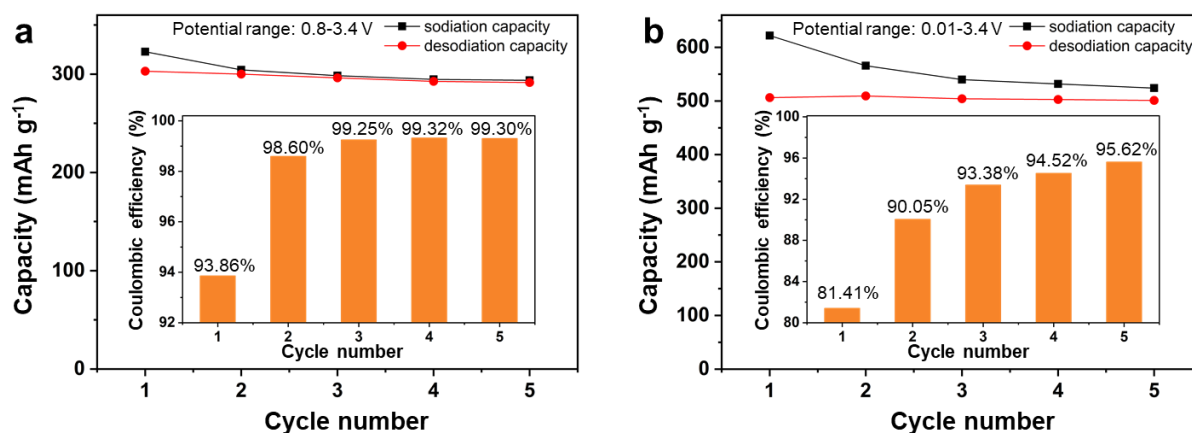 a
Potential range: 0.8-3.4 V
sodiation capacity
desodiation capacity
Capacity (mAh g-1)
300
200
100
0
1 2 3 4 5
Cycle number
Coulombic efficiency (%)
100
98
96
94
92
93.86%
98.60%
99.25%
99.32%
99.30%
1 2 3 4 5
Cycle number
b
Potential range: 0.01-3.4 V
sodiation capacity
desodiation capacity
Capacity (mAh g-1)
600
500
400
300
200
100
0
1 2 3 4 5
Cycle number
Coulombic efficiency (%)
100
96
92
88
84
80
81.41%
90.05%
93.38%
94.52%
95.62%
1 2 3 4 5
Cycle number